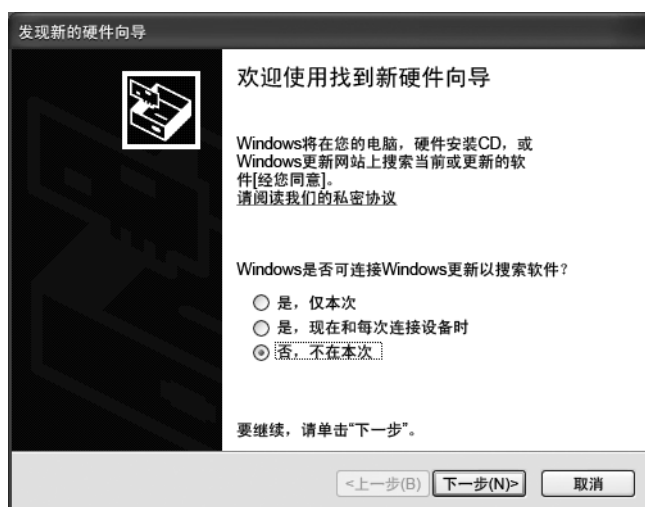 发现新的硬件向导
欢迎使用找到新硬件向导
Windows将在您的电脑，硬件安装CD，或
Windows更新网站上搜索当前或更新的软
件[经您同意]。
请阅读我们的私密协议
Windows是否可连接Windows更新以搜索软件？
是，仅本次
是，现在和每次连接设备时
否，不在本次
要继续，请单击“下一步”。
<上一步(B) 下一步(N)> 取消